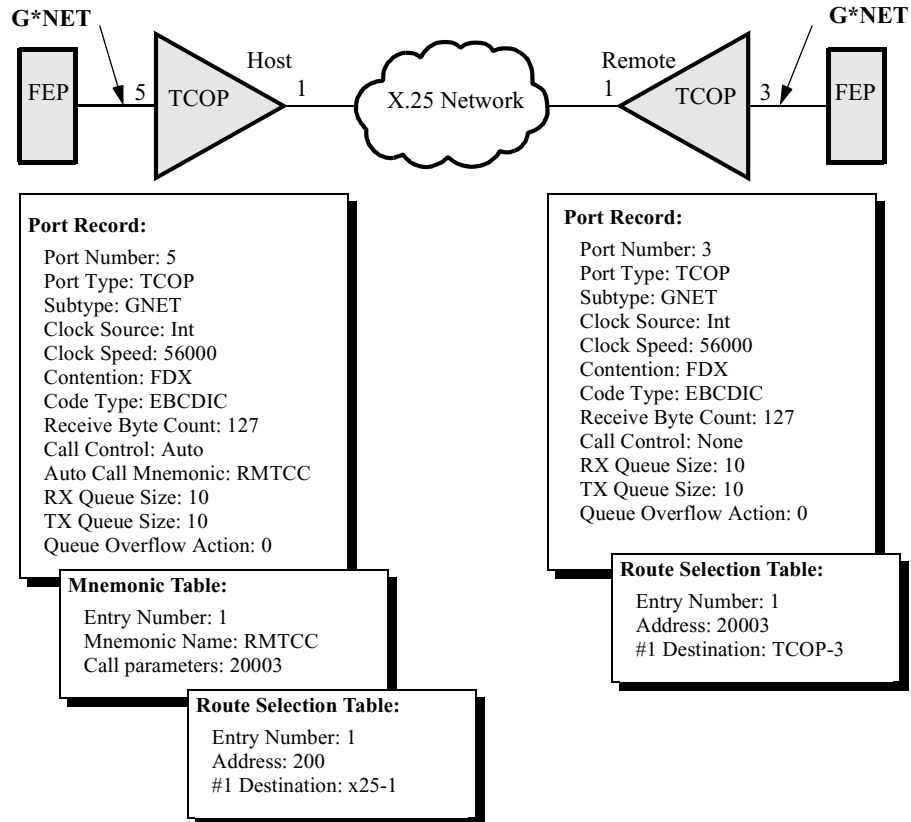 G*NET
G*NET
Host
Remote
FEP
5
TCOP
1
X.25 Network
1
TCOP
3
FEP
Port Record:
Port Number: 5
Port Type: TCOP
Subtype: GNET
Clock Source: Int
Clock Speed: 56000
Contention: FDX
Code Type: EBCDIC
Receive Byte Count: 127
Call Control: Auto
Auto Call Mnemonic: RMTCC
RX Queue Size: 10
TX Queue Size: 10
Queue Overflow Action: 0
Mnemonic Table:
Entry Number: 1
Mnemonic Name: RMTCC
Call parameters: 20003
Route Selection Table:
Entry Number: 1
Address: 200
#1 Destination: x25-1
Port Record:
Port Number: 3
Port Type: TCOP
Subtype: GNET
Clock Source: Int
Clock Speed: 56000
Contention: FDX
Code Type: EBCDIC
Receive Byte Count: 127
Call Control: None
RX Queue Size: 10
TX Queue Size: 10
Queue Overflow Action: 0
Route Selection Table:
Entry Number: 1
Address: 20003
#1 Destination: TCOP-3